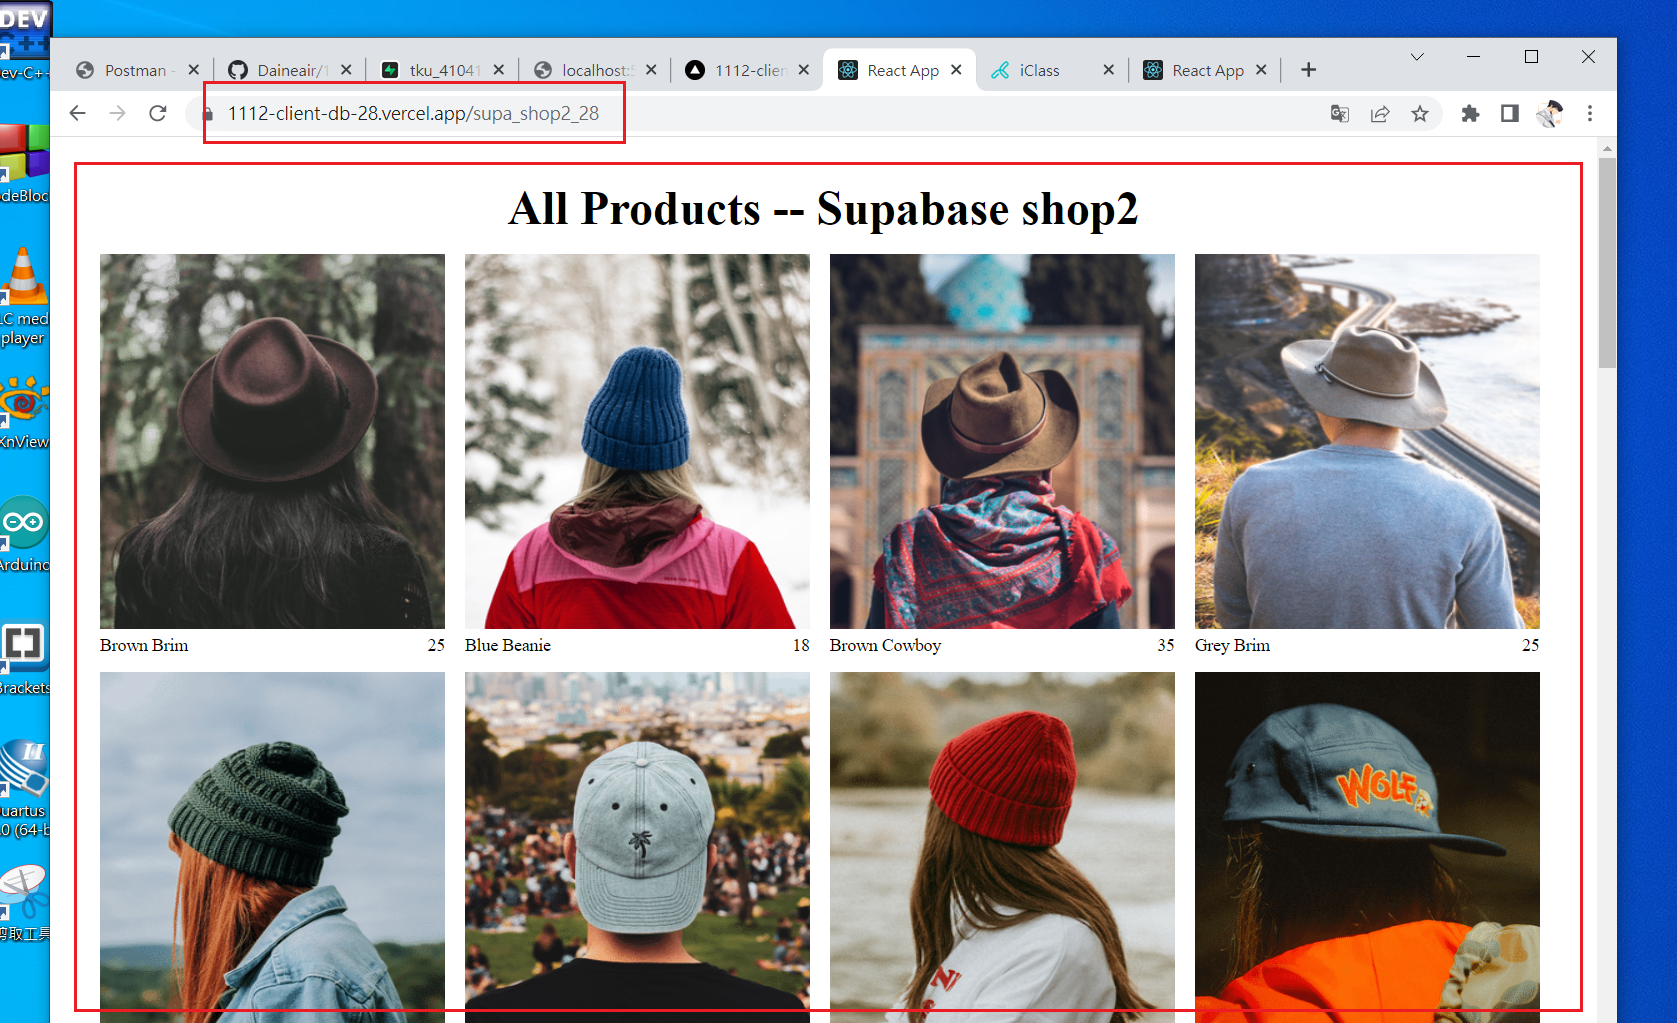 DEV
C++
Dev-C++
Postman -
Daineair/1
tku_41041
localhost:5
1112-clien
React App
iClass
React App
1112-client-db-28.vercel.app/supa_shop2_28
deBloc
LC med
player
XnView
Arduino
Brackets
uartus
.0 (64-b
剪取工具
All Products -- Supabase shop2
Brown Brim 25
Blue Beanie 18
Brown Cowboy 35
Grey Brim 25
WOLF